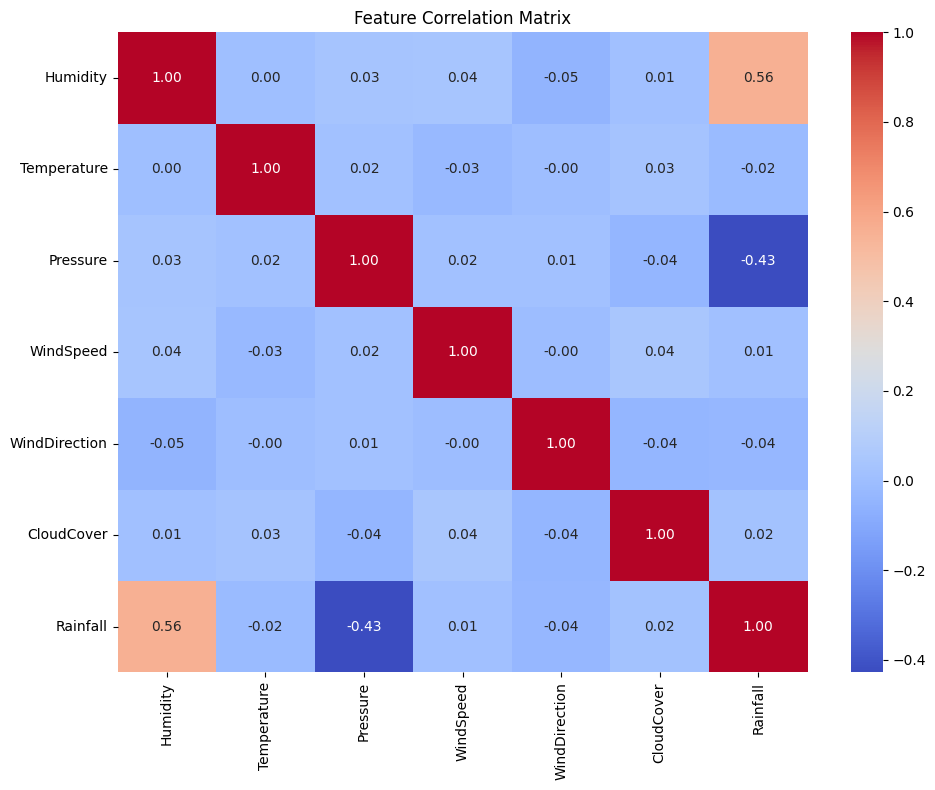 Feature Correlation Matrix
Humidity 1.00 0.00 0.03 0.04 -0.05 0.01 0.56
Temperature 0.00 1.00 0.02 -0.03 -0.00 0.03 -0.02
Pressure 0.03 0.02 1.00 0.02 0.01 -0.04 -0.43
WindSpeed 0.04 -0.03 0.02 1.00 -0.00 0.04 0.01
WindDirection -0.05 -0.00 0.01 -0.00 1.00 -0.04 -0.04
CloudCover 0.01 0.03 -0.04 0.04 -0.04 1.00 0.02
Rainfall 0.56 -0.02 -0.43 0.01 -0.04 0.02 1.00
Humidity
Temperature
Pressure
WindSpeed
WindDirection
CloudCover
Rainfall
1.0
0.8
0.6
0.4
0.2
0.0
−0.2
−0.4